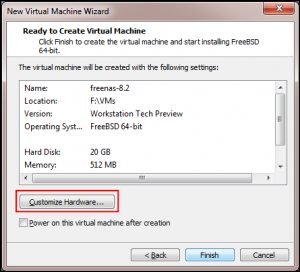 New Virtual Machine Wizard
Ready to Create Virtual Machine
Click Finish to create the virtual machine and start installing FreeBSD
64-bit.
The virtual machine will be created with the following settings:
Name: freenas-8.2
Location: F:\VMs
Version: Workstation Tech Preview
Operating Syst... FreeBSD 64-bit
Hard Disk: 20 GB
Memory: 512 MB
Customize Hardware...
Power on this virtual machine after creation
< Back Finish Cancel